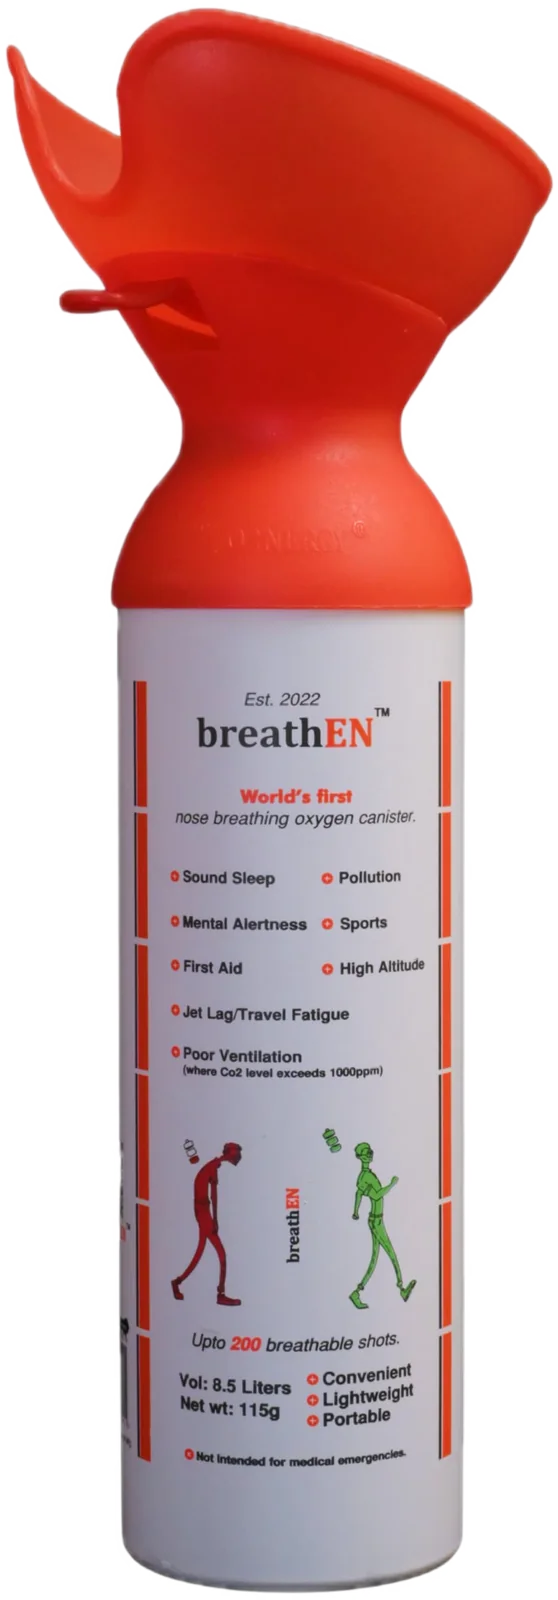 Est. 2022
breathEN™
World's first
nose breathing oxygen canister.
Sound Sleep
Pollution
Mental Alertness
Sports
First Aid
High Altitude
Jet Lag/Travel Fatigue
Poor Ventilation
(where Co2 level exceeds 1000ppm)
breathEN
Upto 200 breathable shots.
Vol: 8.5 Liters
Net wt: 115g
Convenient
Lightweight
Portable
Not Intended for medical emergencies.